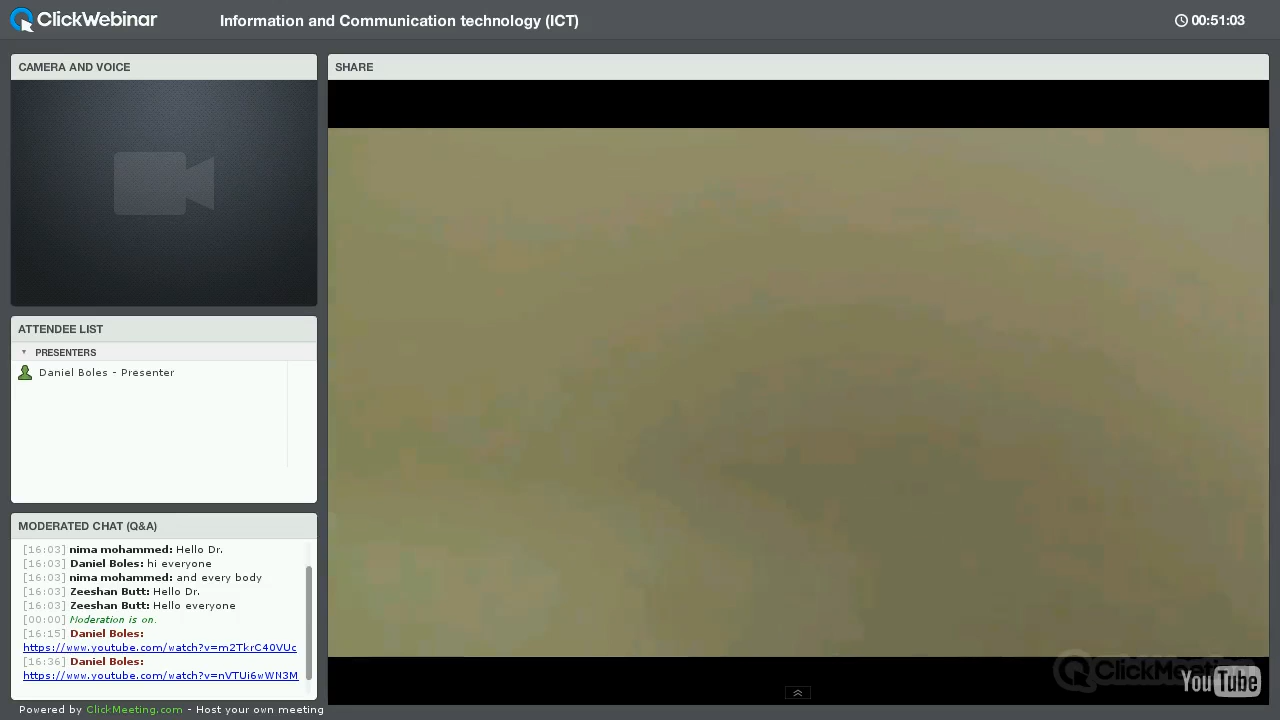 ClickWebinar
Information and Communication technology (ICT)
00:51:03
CAMERA AND VOICE
SHARE
ATTENDEE LIST
PRESENTERS
Daniel Boles - Presenter
MODERATED CHAT (Q&A)
[16:03] nima mohammed: Hello Dr.
[16:03] Daniel Boles: hi everyone
[16:03] nima mohammed: and every body
[16:03] Zeeshan Butt: Hello Dr.
[16:03] Zeeshan Butt: Hello everyone
[00:00] Moderation is on.
[16:15] Daniel Boles:
https://www.youtube.com/watch?v=m2TkrC40VUc
[16:36] Daniel Boles:
https://www.youtube.com/watch?v=nVTUi6wWN3M
ClickMeeting
YouTube
Powered by ClickMeeting.com - Host your own meeting